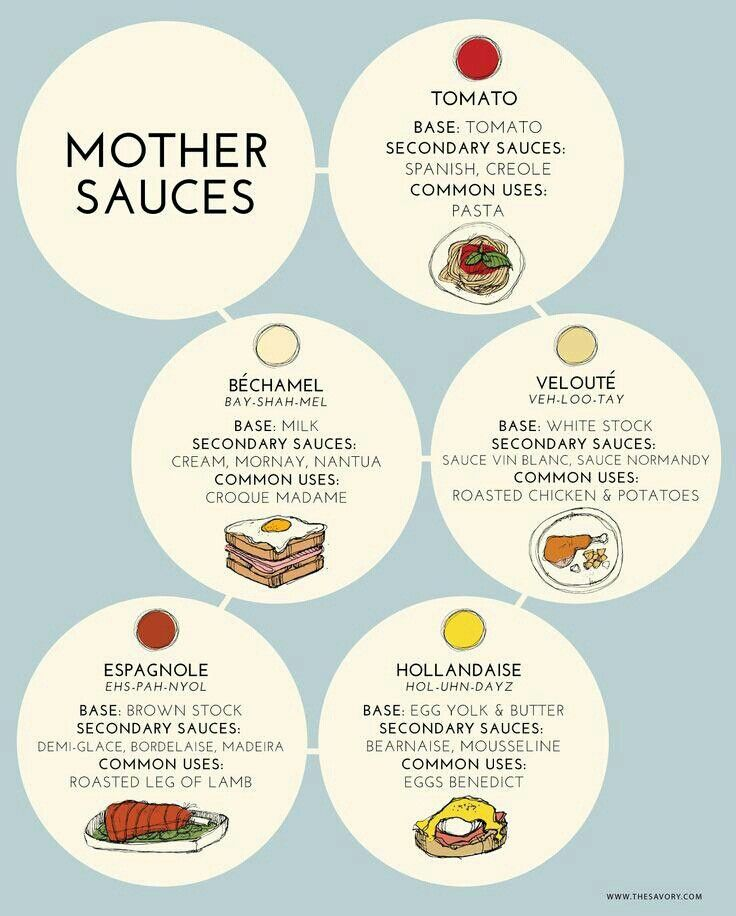 MOTHER
SAUCES
TOMATO
BASE: TOMATO
SECONDARY SAUCES:
SPANISH, CREOLE
COMMON USES:
PASTA
BÉCHAMEL
BAY-SHAH-MEL
BASE: MILK
SECONDARY SAUCES:
CREAM, MORNAY, NANTUA
COMMON USES:
CROQUE MADAME
VELOUTÉ
VEH-LOO-TAY
BASE: WHITE STOCK
SECONDARY SAUCES:
SAUCE VIN BLANC, SAUCE NORMANDY
COMMON USES:
ROASTED CHICKEN & POTATOES
ESPAGNOLE
EHS-PAH-NYOL
BASE: BROWN STOCK
SECONDARY SAUCES:
DEMI-GLACE, BORDELAISE, MADEIRA
COMMON USES:
ROASTED LEG OF LAMB
HOLLANDAISE
HOL-UHN-DAYZ
BASE: EGG YOLK & BUTTER
SECONDARY SAUCES:
BEARNAISE, MOUSSELINE
COMMON USES:
EGGS BENEDICT
WWW.THESAVORY.COM